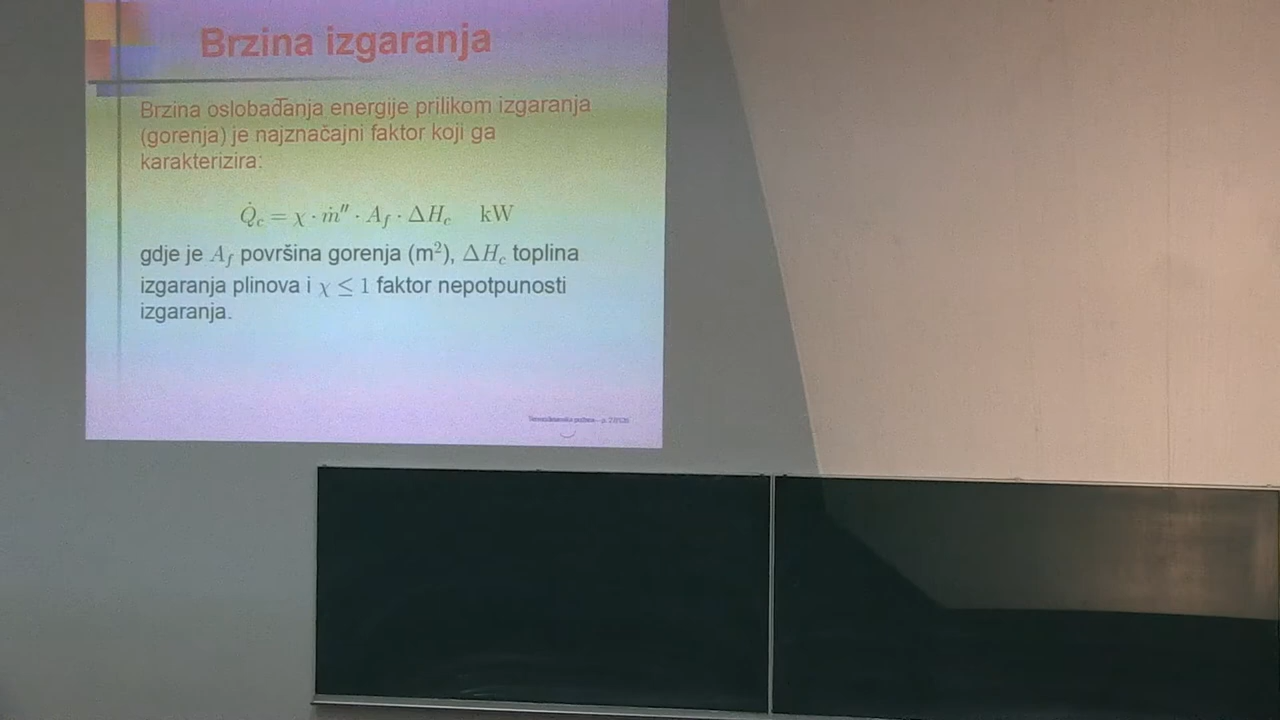 Brzina izgaranja
Brzina oslobađanja energije prilikom izgaranja
(gorenja) je najznačajni faktor koji ga
karakterizira:
Q̇c = χ · ṁ″ · Af · ΔHc kW
gdje je Af površina gorenja (m²), ΔHc toplina
izgaranja plinova i χ ≤ 1 faktor nepotpunosti
izgaranja.